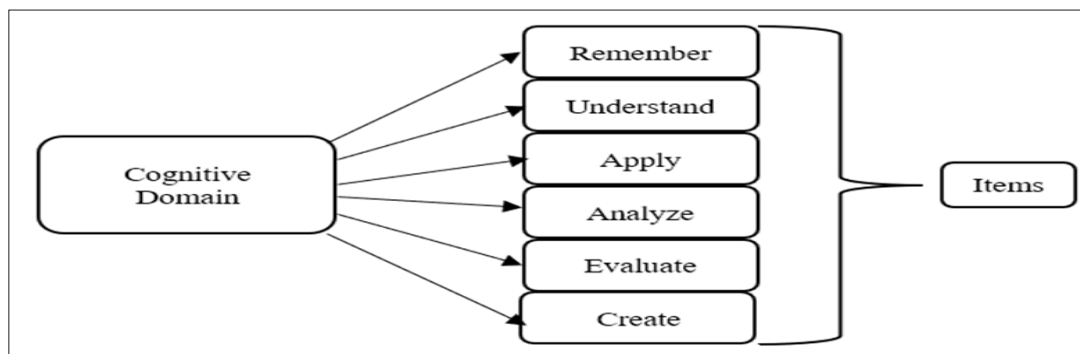 Cognitive
Domain
Remember
Understand
Apply
Analyze
Evaluate
Create
Items